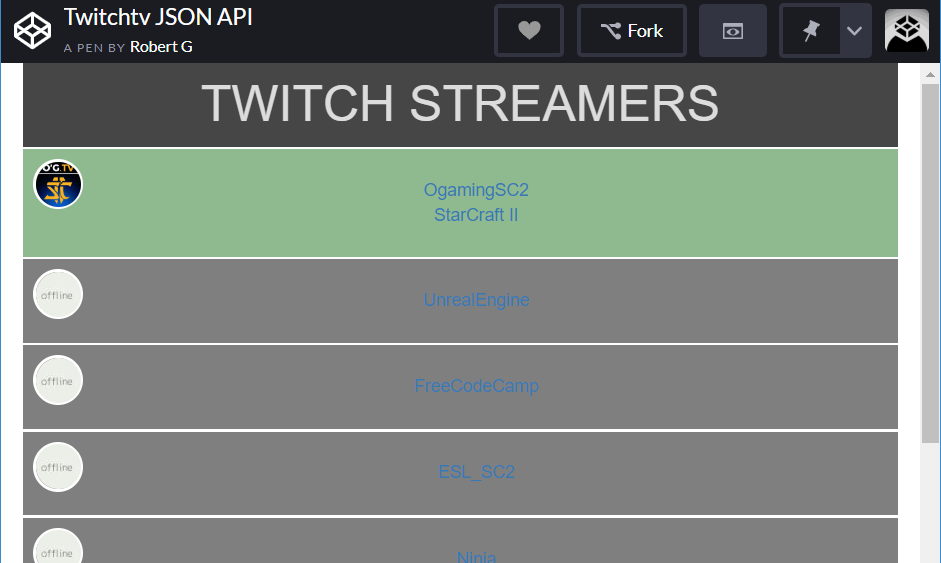 Twitchtv JSON API
A PEN BY Robert G
Fork
TWITCH STREAMERS
O'G.TV
OgamingSC2
StarCraft II
offline
UnrealEngine
offline
FreeCodeCamp
offline
ESL_SC2
offline
Ninja